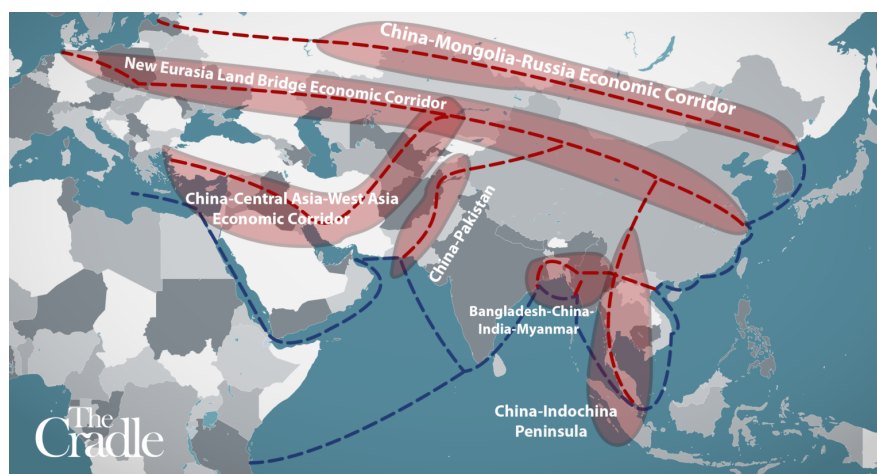 China-Mongolia-Russia Economic Corridor
New Eurasia Land Bridge Economic Corridor
China-Central Asia-West Asia
Economic Corridor
China-Pakistan
Bangladesh-China-
India-Myanmar
China-Indochina
Peninsula
The
Cradle